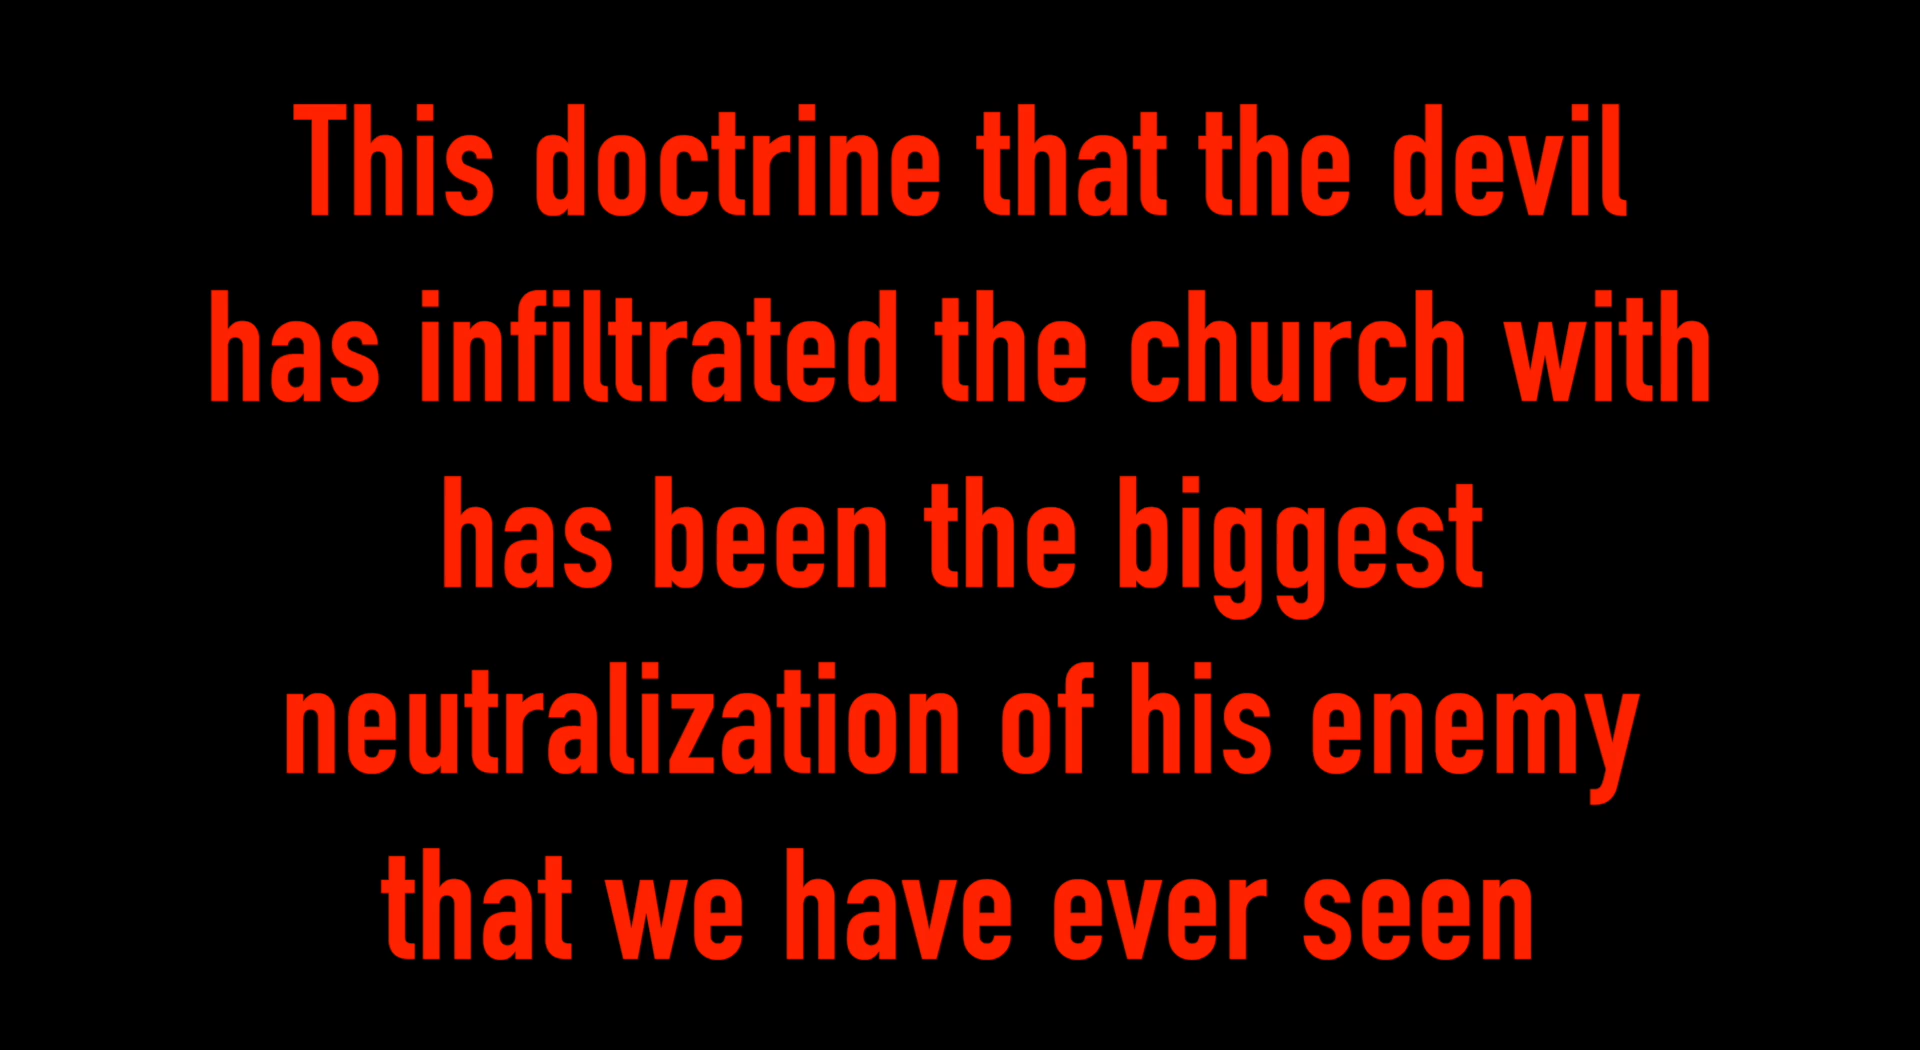 This doctrine that the devil
has infiltrated the church with
has been the biggest
neutralization of his enemy
that we have ever seen